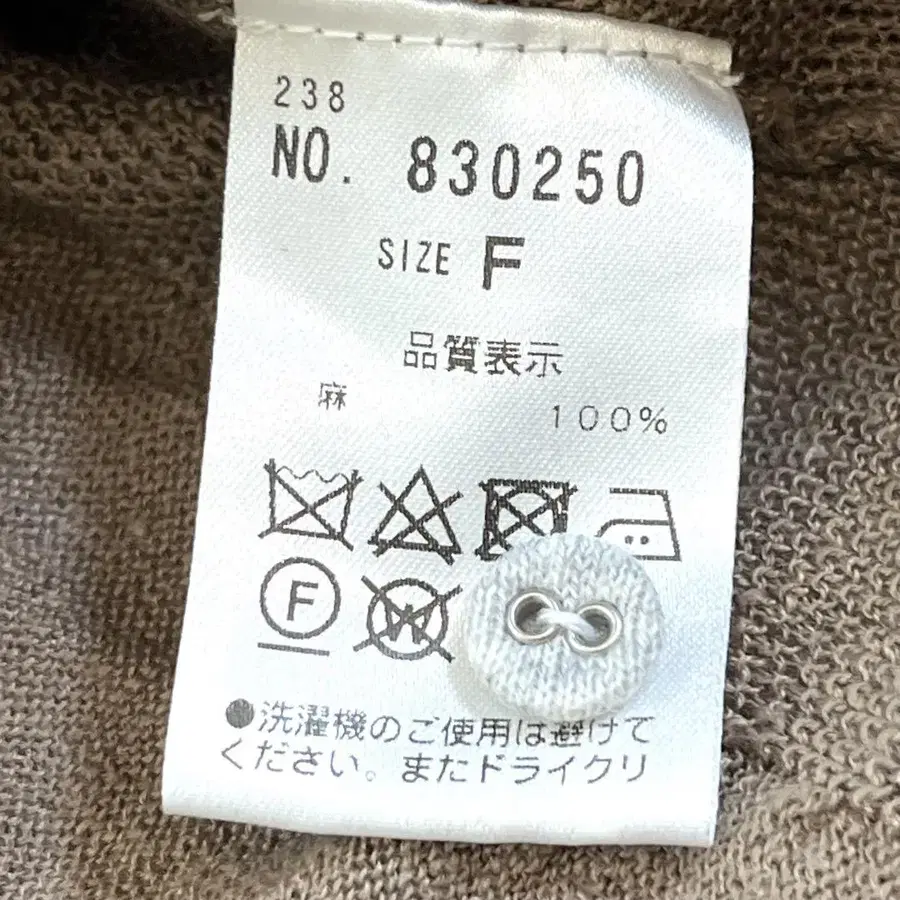 238
NO. 830250
SIZE F
品質表示
麻 100%
F W
●洗濯機のご使用は避けて
ください。またドライクリ